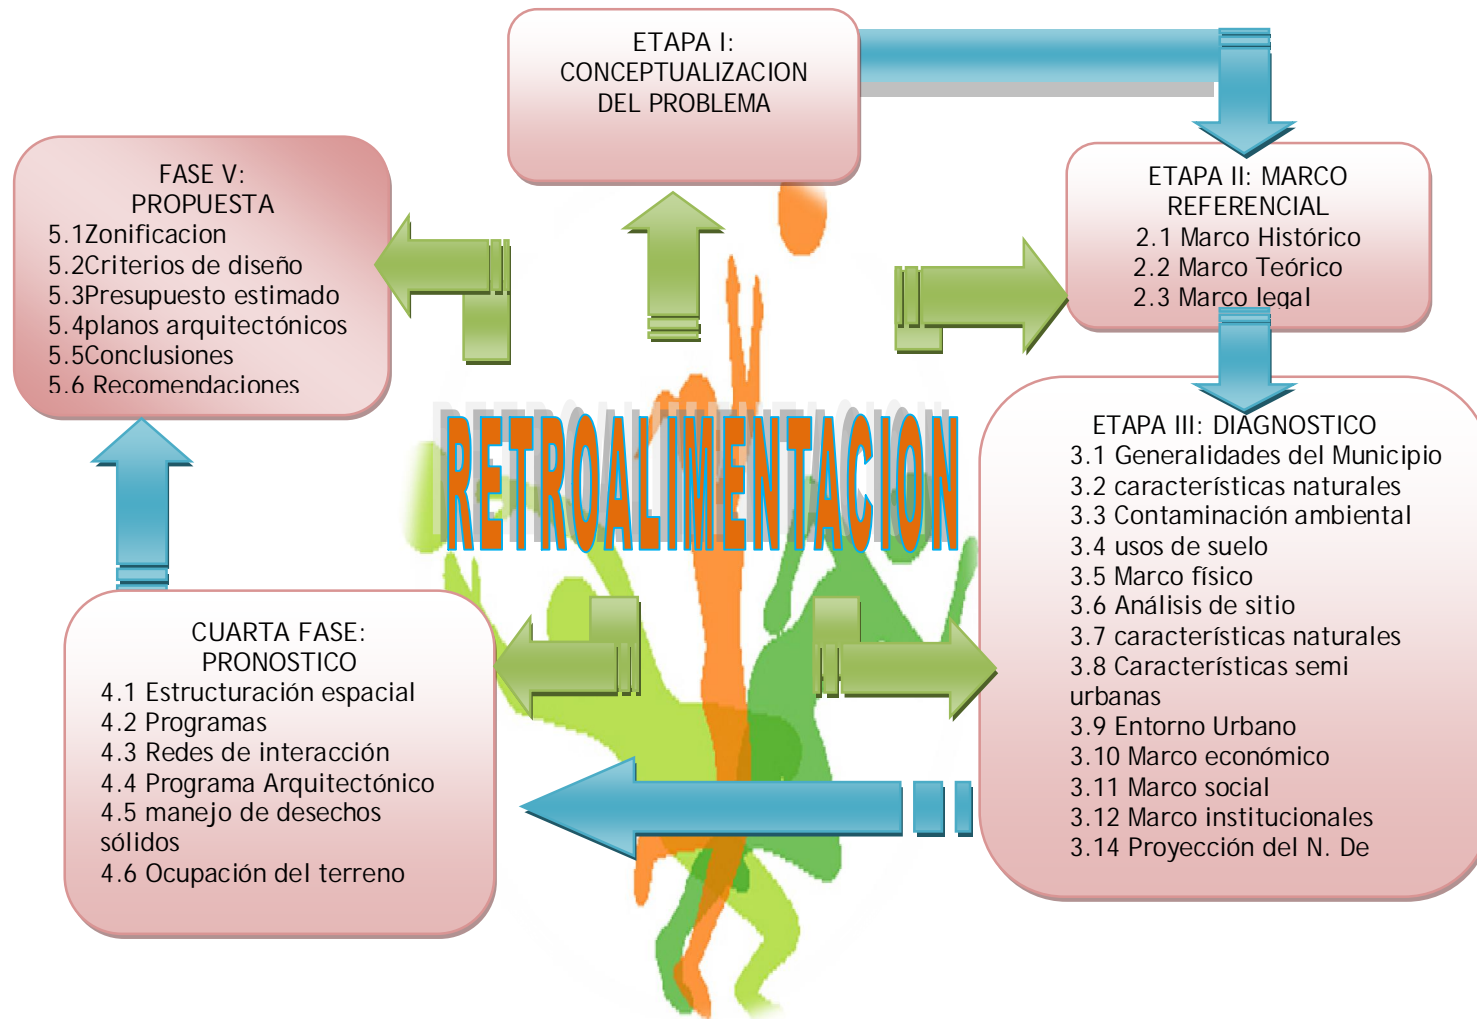 ETAPA I:
CONCEPTUALIZACION
DEL PROBLEMA
ETAPA II: MARCO
REFERENCIAL
2.1 Marco Histórico
2.2 Marco Teórico
2.3 Marco legal
ETAPA III: DIAGNOSTICO
3.1 Generalidades del Municipio
3.2 características naturales
3.3 Contaminación ambiental
3.4 usos de suelo
3.5 Marco físico
3.6 Análisis de sitio
3.7 características naturales
3.8 Características semi
urbanas
3.9 Entorno Urbano
3.10 Marco económico
3.11 Marco social
3.12 Marco institucionales
3.14 Proyección del N. De
CUARTA FASE:
PRONOSTICO
4.1 Estructuración espacial
4.2 Programas
4.3 Redes de interacción
4.4 Programa Arquitectónico
4.5 manejo de desechos
sólidos
4.6 Ocupación del terreno
FASE V:
PROPUESTA
5.1Zonificacion
5.2Criterios de diseño
5.3Presupuesto estimado
5.4planos arquitectónicos
5.5Conclusiones
5.6 Recomendaciones
RETROALIMENTACION